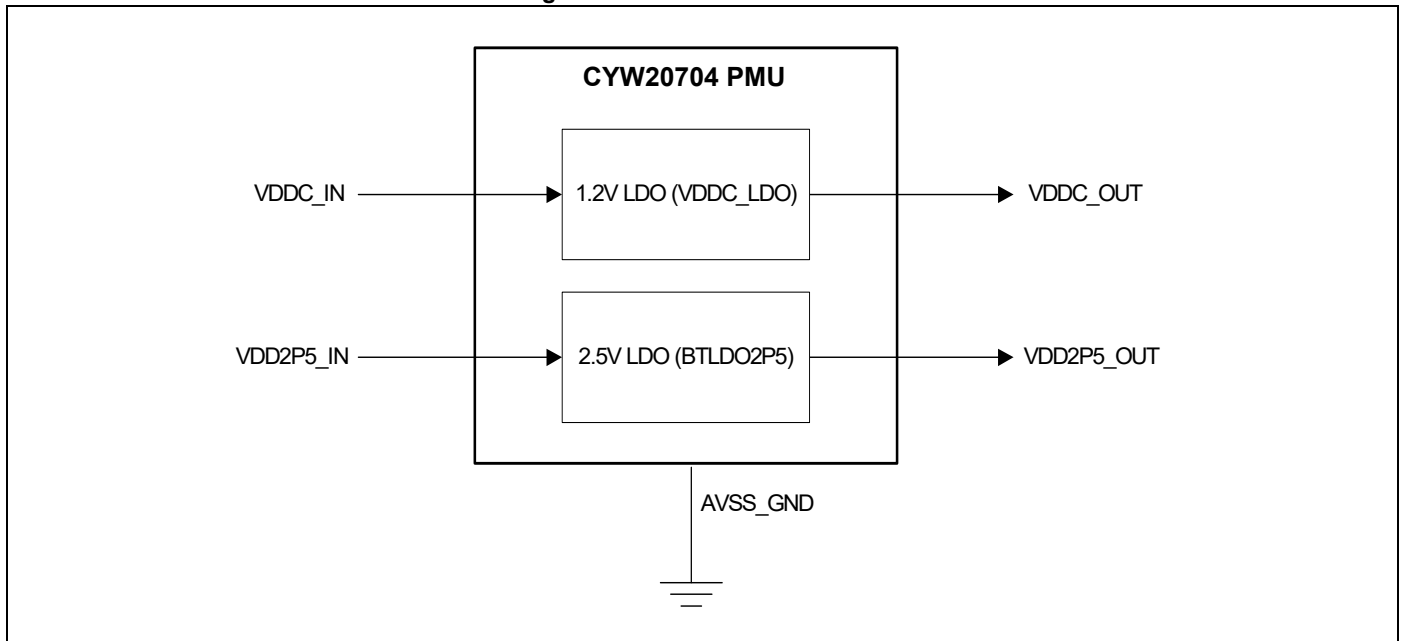 CYW20704 PMU
VDDC_IN
1.2V LDO (VDDC_LDO)
VDDC_OUT
VDD2P5_IN
2.5V LDO (BTLDO2P5)
VDD2P5_OUT
AVSS_GND